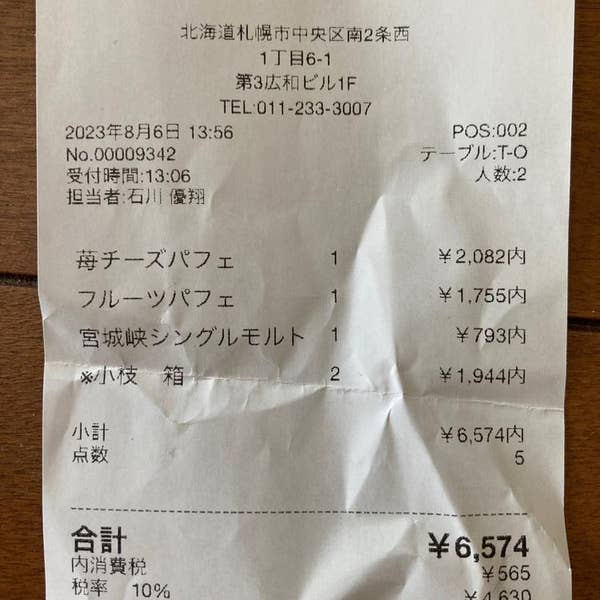 北海道札幌市中央区南2条西
1丁目6-1
第3広和ビル1F
TEL:011-233-3007
2023年8月6日 13:56 POS:002
No.00009342 テーブル:T-O
受付時間:13:06 人数:2
担当者:石川 優翔
苺チーズパフェ 1 ¥2,082内
フルーツパフェ 1 ¥1,755内
宮城峡シングルモルト 1 ¥793内
※小枝 箱 2 ¥1,944内
小計 ¥6,574内
点数 5
合計 ¥6,574
内消費税 ¥565
税率 10% ¥4,630